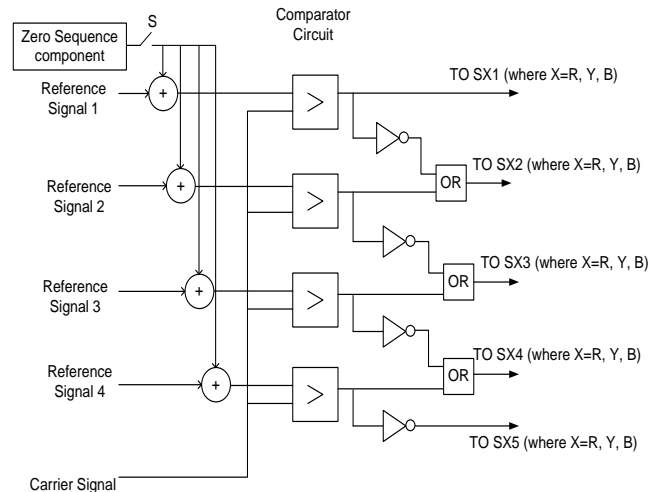 Comparator
Circuit
S
Zero Sequence
component
Reference
Signal 1
+
>
TO SX1 (where X=R, Y, B)
OR
TO SX2 (where X=R, Y, B)
Reference
Signal 2
+
>
OR
TO SX3 (where X=R, Y, B)
Reference
Signal 3
+
>
OR
TO SX4 (where X=R, Y, B)
Reference
Signal 4
+
>
TO SX5 (where X=R, Y, B)
Carrier Signal